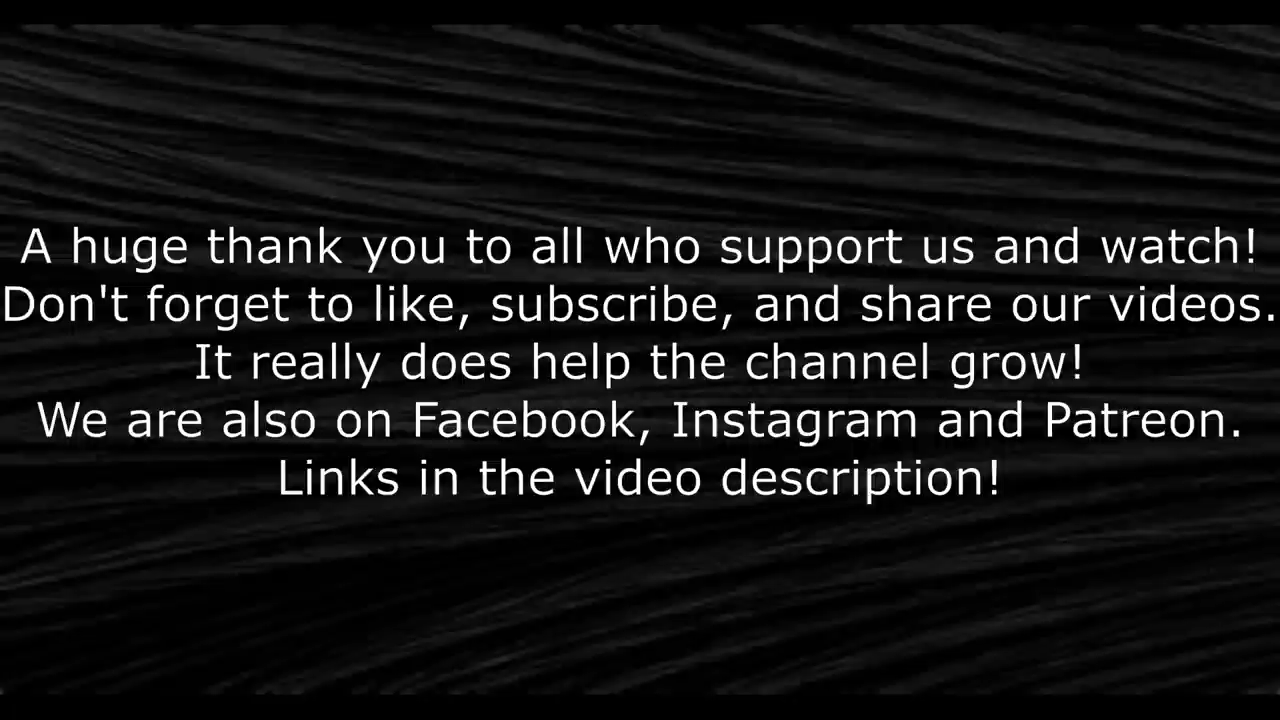 A huge thank you to all who support us and watch!
Don't forget to like, subscribe, and share our videos.
It really does help the channel grow!
We are also on Facebook, Instagram and Patreon.
Links in the video description!